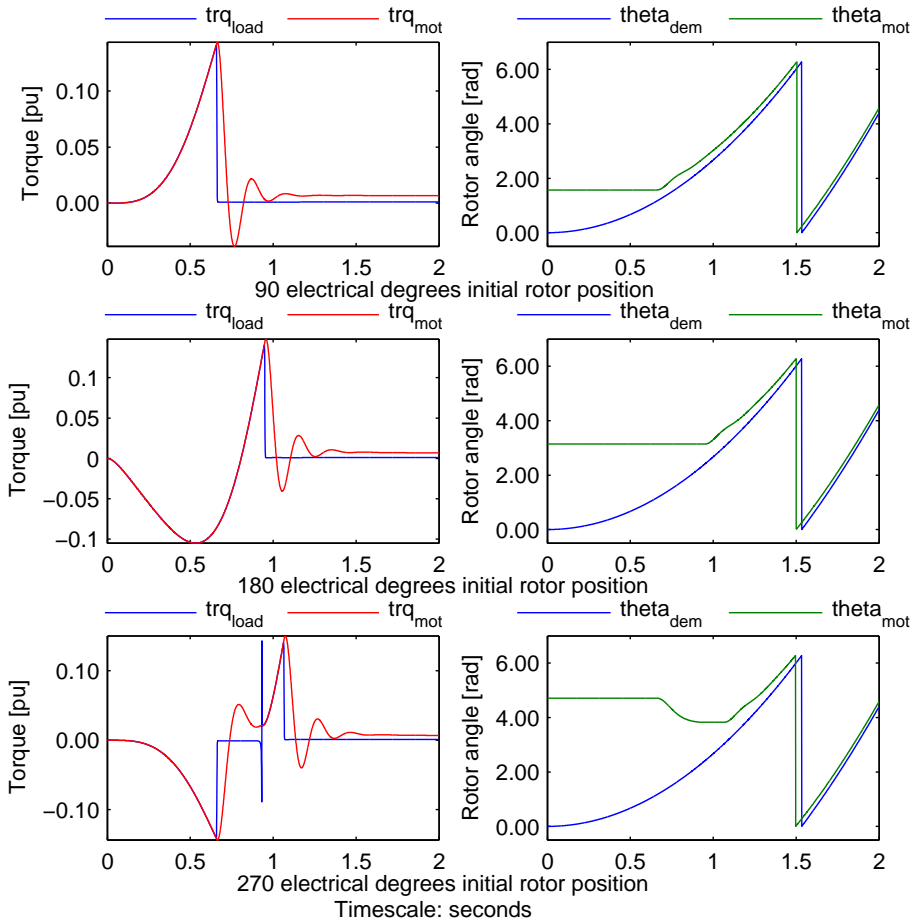 trq_load trq_mot theta_dem theta_mot
Torque [pu]
0.10
0.05
0.00
0 0.5 1 1.5 2
Rotor angle [rad]
6.00
4.00
2.00
0.00
0 0.5 1 1.5 2
90 electrical degrees initial rotor position
trq_load trq_mot theta_dem theta_mot
Torque [pu]
0.1
0.05
0
−0.05
−0.1
0 0.5 1 1.5 2
Rotor angle [rad]
6.00
4.00
2.00
0.00
0 0.5 1 1.5 2
180 electrical degrees initial rotor position
trq_load trq_mot theta_dem theta_mot
Torque [pu]
0.10
0.05
0.00
−0.05
−0.10
0 0.5 1 1.5 2
Rotor angle [rad]
6.00
4.00
2.00
0.00
0 0.5 1 1.5 2
270 electrical degrees initial rotor position
Timescale: seconds